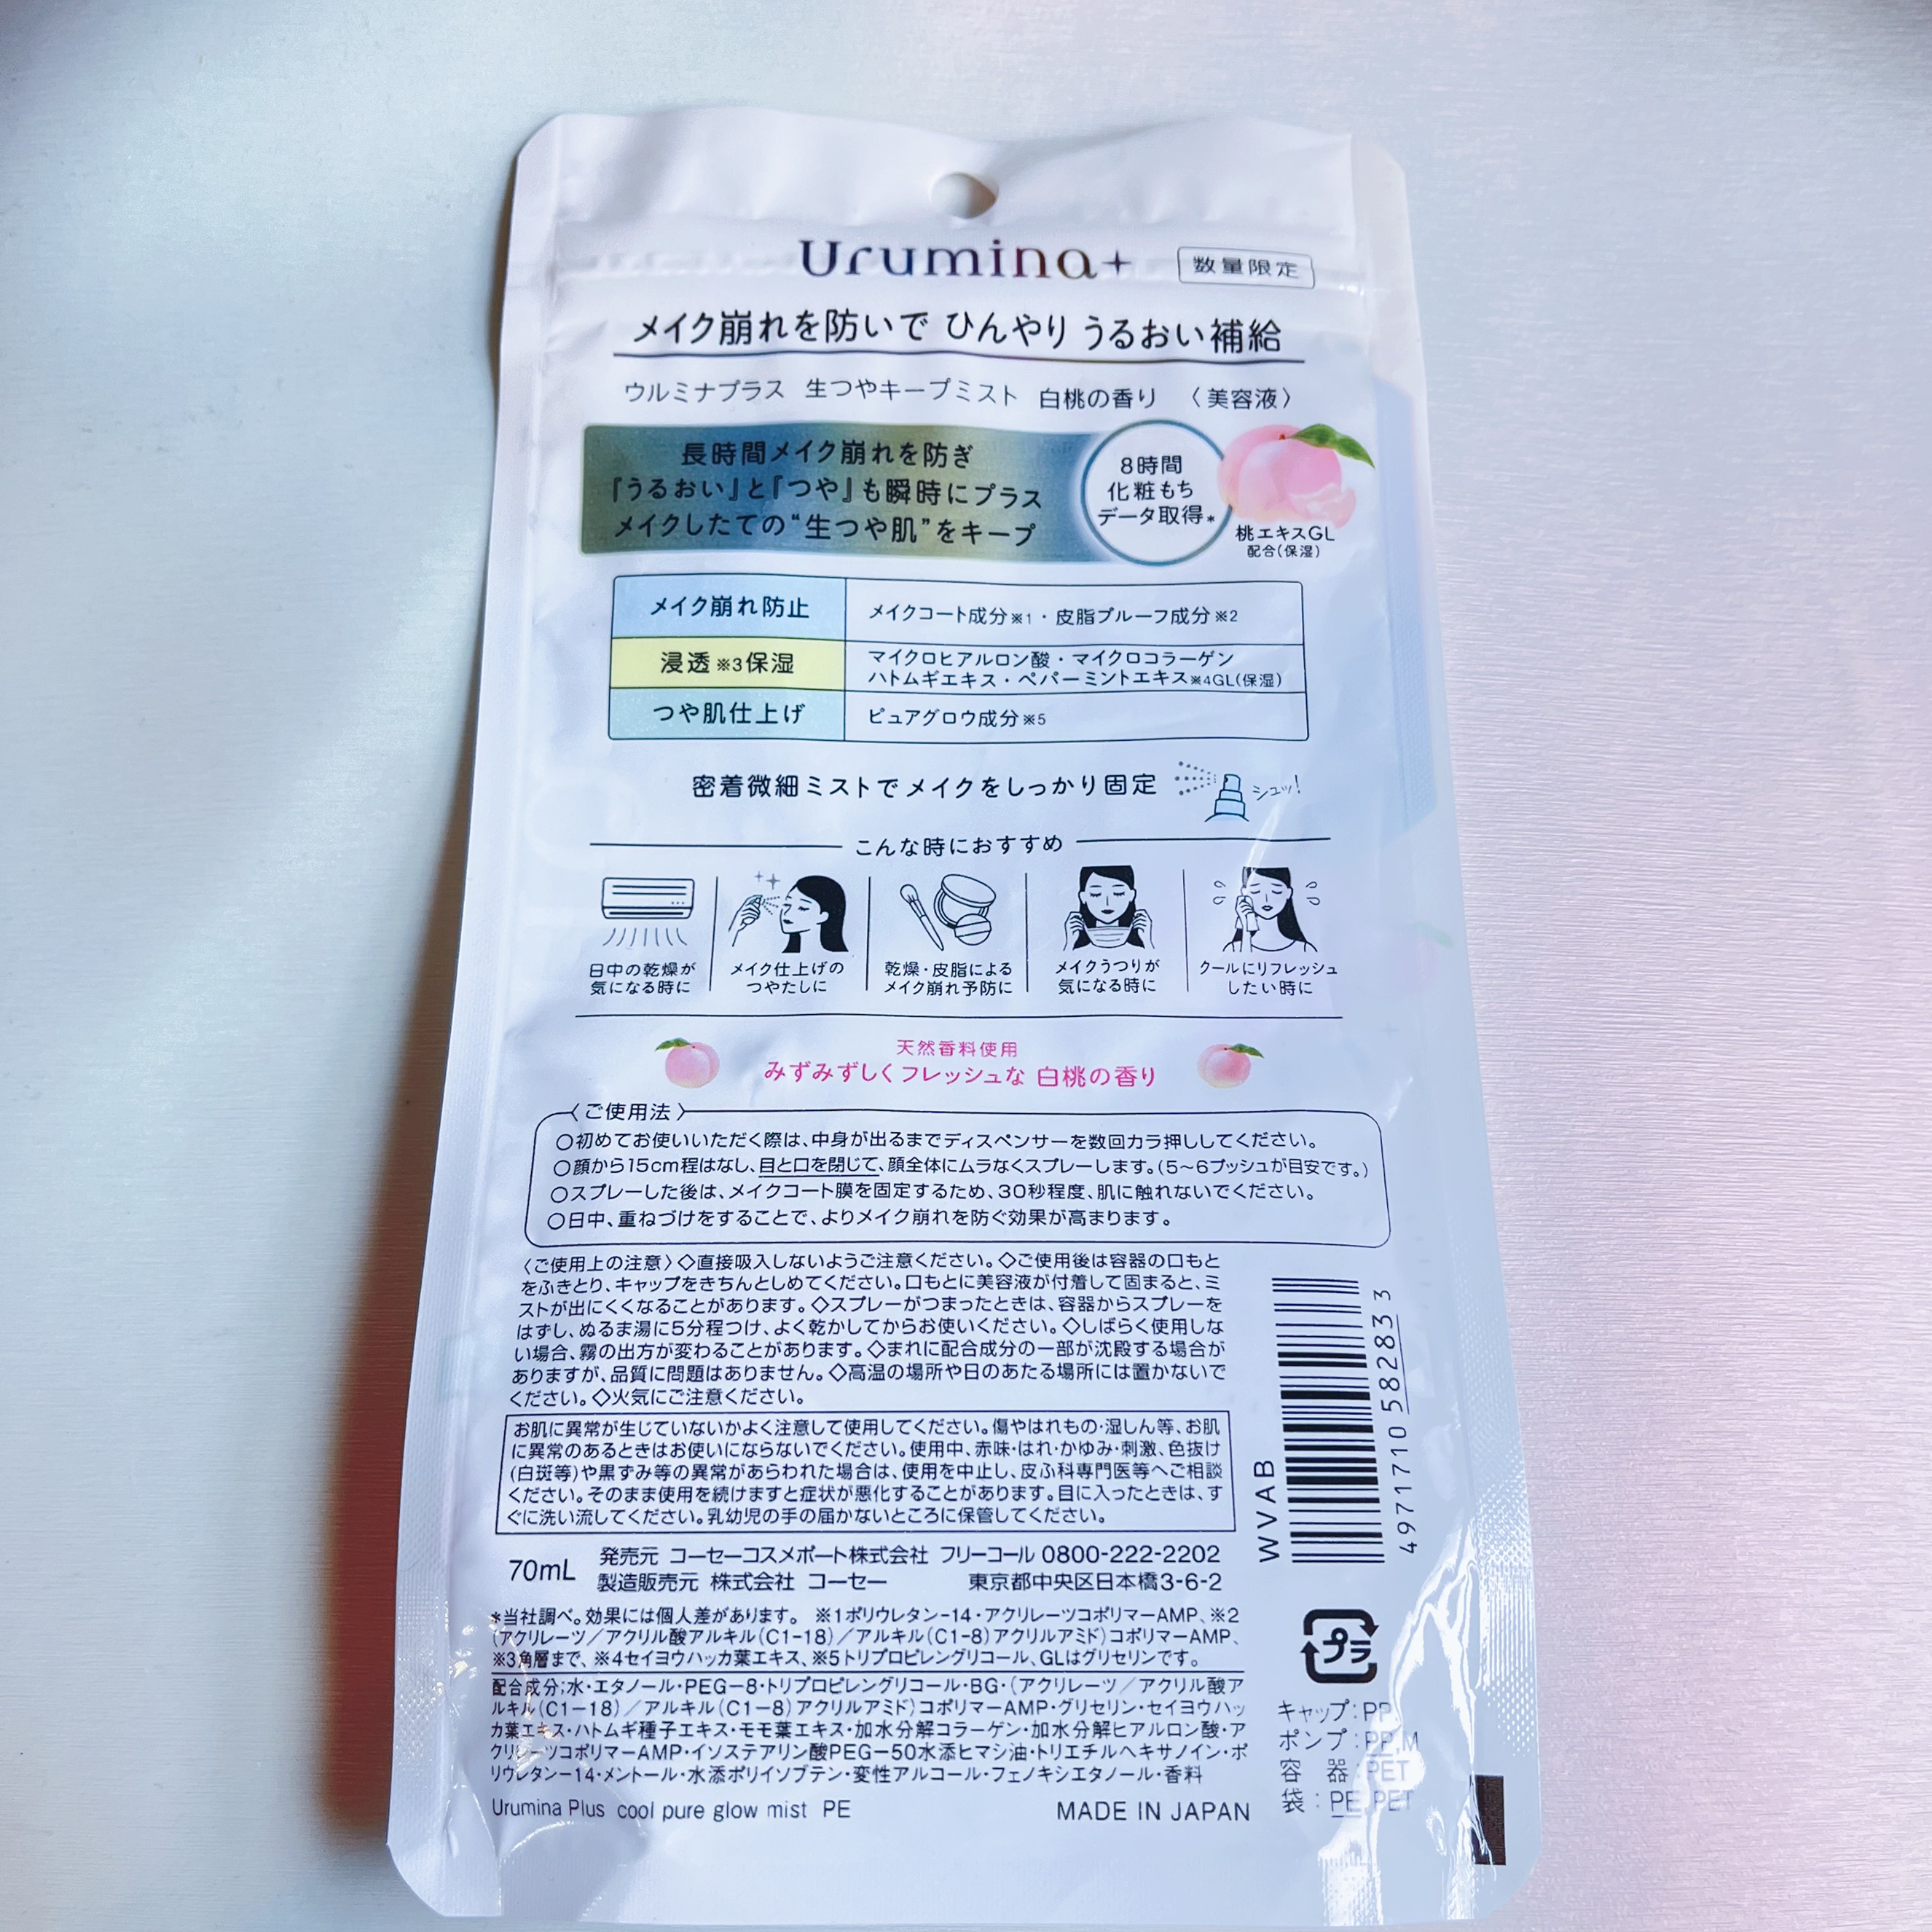 Urumina+
数量限定
メイク崩れを防いで ひんやり うるおい補給
ウルミナプラス 生つやキープミスト 白桃の香り 〈美容液〉
長時間メイク崩れを防ぎ
『うるおい』と『つや』も瞬時にプラス
メイクしたての“生つや肌”をキープ
8時間
化粧もち
データ取得*
桃エキスGL
配合(保湿)
メイク崩れ防止
メイクコート成分※1・皮脂プルーフ成分※2
浸透※3保湿
マイクロヒアルロン酸・マイクロコラーゲン
ハトムギエキス・ペパーミントエキス※4GL(保湿)
つや肌仕上げ
ピュアグロウ成分※5
密着微細ミストでメイクをしっかり固定
シュッ!
こんな時におすすめ
日中の乾燥が
気になる時に
メイク仕上げの
つやたしに
乾燥・皮脂による
メイク崩れ予防に
メイクうつりが
気になる時に
クールにリフレッシュ
したい時に
天然香料使用
みずみずしくフレッシュな 白桃の香り
〈ご使用法〉
○初めてお使いいただく際は、中身が出るまでディスペンサーを数回カラ押ししてください。
○顔から15cm程はなし、目と口を閉じて、顔全体にムラなくスプレーします。(5～6プッシュが目安です。)
○スプレーした後は、メイクコート膜を固定するため、30秒程度、肌に触れないでください。
○日中、重ねづけをすることで、よりメイク崩れを防ぐ効果が高まります。
〈ご使用上の注意〉◇直接吸入しないようご注意ください。◇ご使用後は容器の口もと
をふきとり、キャップをきちんとしめてください。口もとに美容液が付着して固まると、ミ
ストが出にくくなることがあります。◇スプレーがつまったときは、容器からスプレーを
はずし、ぬるま湯に5分程つけ、よく乾かしてからお使いください。◇しばらく使用しな
い場合、霧の出方が変わることがあります。◇まれに配合成分の一部が沈殿する場合が
ありますが、品質に問題はありません。◇高温の場所や日のあたる場所には置かないで
ください。◇火気にご注意ください。
お肌に異常が生じていないかよく注意して使用してください。傷やはれもの・湿しん等、お肌
に異常のあるときはお使いにならないでください。使用中、赤味・はれ・かゆみ・刺激、色抜け
(白斑等)や黒ずみ等の異常があらわれた場合は、使用を中止し、皮ふ科専門医等へご相談
ください。そのまま使用を続けますと症状が悪化することがあります。目に入ったときは、す
ぐに洗い流してください。乳幼児の手の届かないところに保管してください。
WVAB
4971710 582833
70mL
発売元 コーセーコスメポート株式会社 フリーコール 0800-222-2202
製造販売元 株式会社 コーセー 東京都中央区日本橋3-6-2
*当社調べ。効果には個人差があります。 ※1ポリウレタン-14・アクリレーツコポリマーAMP、※2
(アクリレーツ／アクリル酸アルキル(C1-18)／アルキル(C1-8)アクリルアミド)コポリマーAMP、
※3角層まで、※4セイヨウハッカ葉エキス、※5トリプロピレングリコール、GLはグリセリンです。
配合成分;水・エタノール・PEG-8・トリプロピレングリコール・BG・(アクリレーツ／アクリル酸ア
ルキル(C1-18)／アルキル(C1-8)アクリルアミド)コポリマーAMP・グリセリン・セイヨウハッ
カ葉エキス・ハトムギ種子エキス・モモ葉エキス・加水分解コラーゲン・加水分解ヒアルロン酸・ア
クリレーツコポリマーAMP・イソステアリン酸PEG-50水添ヒマシ油・トリエチルヘキサノイン・ポ
リウレタン-14・メントール・水添ポリイソブテン・変性アルコール・フェノキシエタノール・香料
Urumina Plus cool pure glow mist PE
MADE IN JAPAN
プラ
キャップ:PP
ポンプ:PP,M
容 器:PET
袋:PE,PET